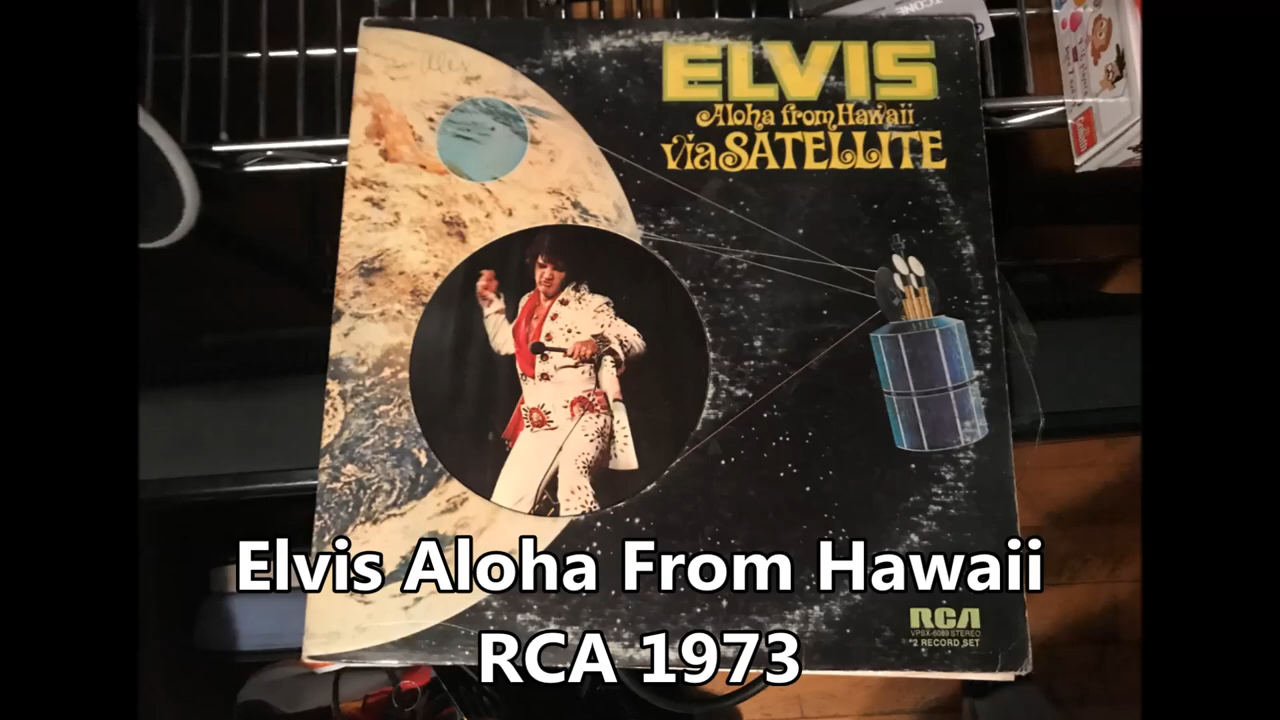 ELVIS
Aloha from Hawaii
via SATELLITE
Elvis Aloha From Hawaii
RCA
VPSX-6089 STEREO
2 RECORD SET
RCA 1973